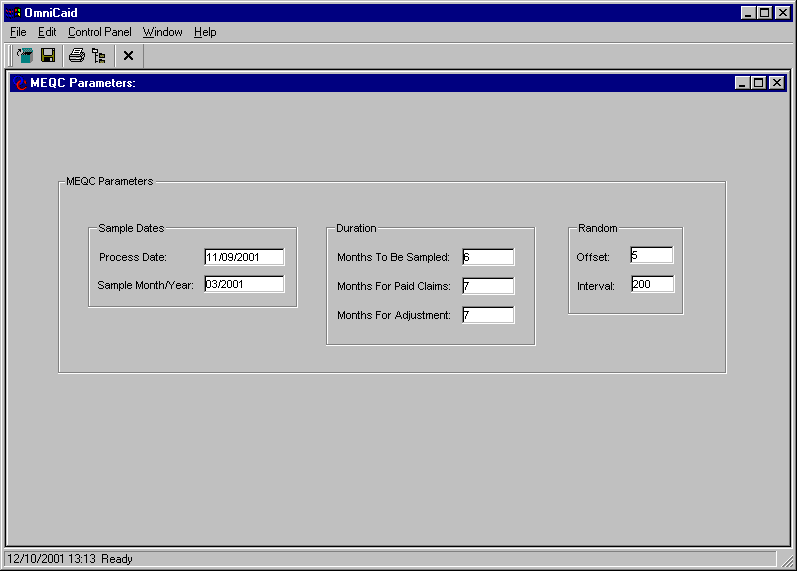 OmniCaid
File Edit Control Panel Window Help
MEQC Parameters:
MEQC Parameters
Sample Dates
Process Date: 11/09/2001
Sample Month/Year: 03/2001
Duration
Months To Be Sampled: 6
Months For Paid Claims: 7
Months For Adjustment: 7
Random
Offset: 5
Interval: 200
12/10/2001 13:13 Ready